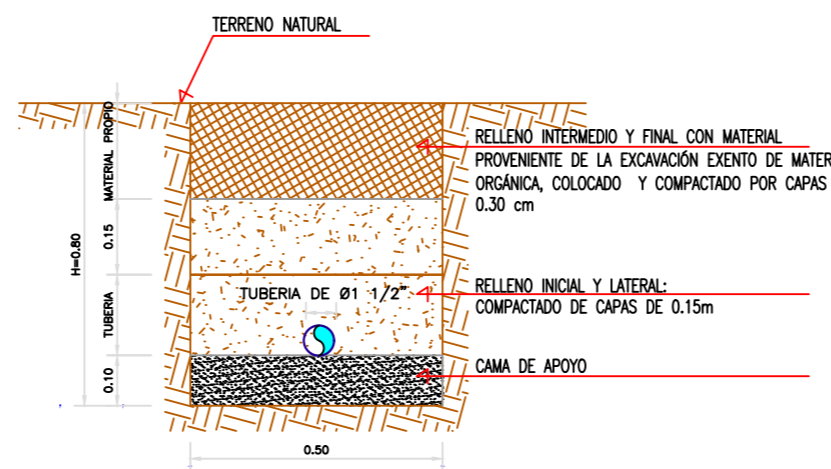 TERRENO NATURAL
MATERIAL PROPIO
RELLENO INTERMEDIO Y FINAL CON MATERIAL
PROVENIENTE DE LA EXCAVACIÓN EXENTO DE MATER
ORGÁNICA, COLOCADO Y COMPACTADO POR CAPAS
0.30 cm
0.15
H=0.80
TUBERIA DE Ø1 1/2"
RELLENO INICIAL Y LATERAL:
COMPACTADO DE CAPAS DE 0.15m
TUBERIA
CAMA DE APOYO
0.10
0.50